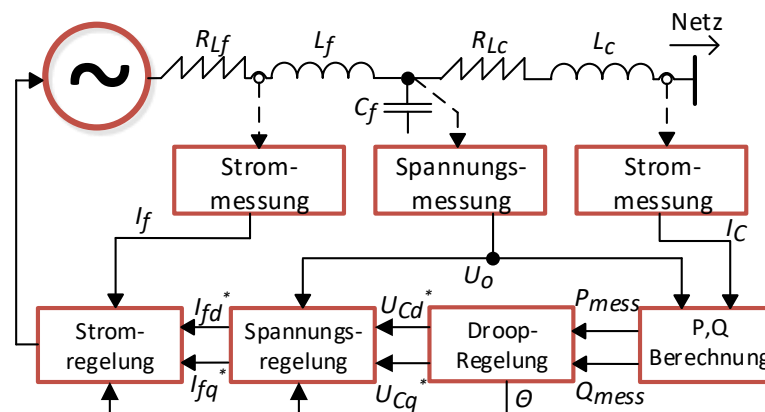 Netz
R_Lf
L_f
R_Lc
L_c
C_f
Strom-
messung
Spannungs-
messung
Strom-
messung
I_f
I_C
U_o
I_fd*
U_Cd*
P_mess
Strom-
regelung
Spannungs-
regelung
Droop-
Regelung
P,Q
Berechnung
I_fq*
U_Cq*
Θ
Q_mess